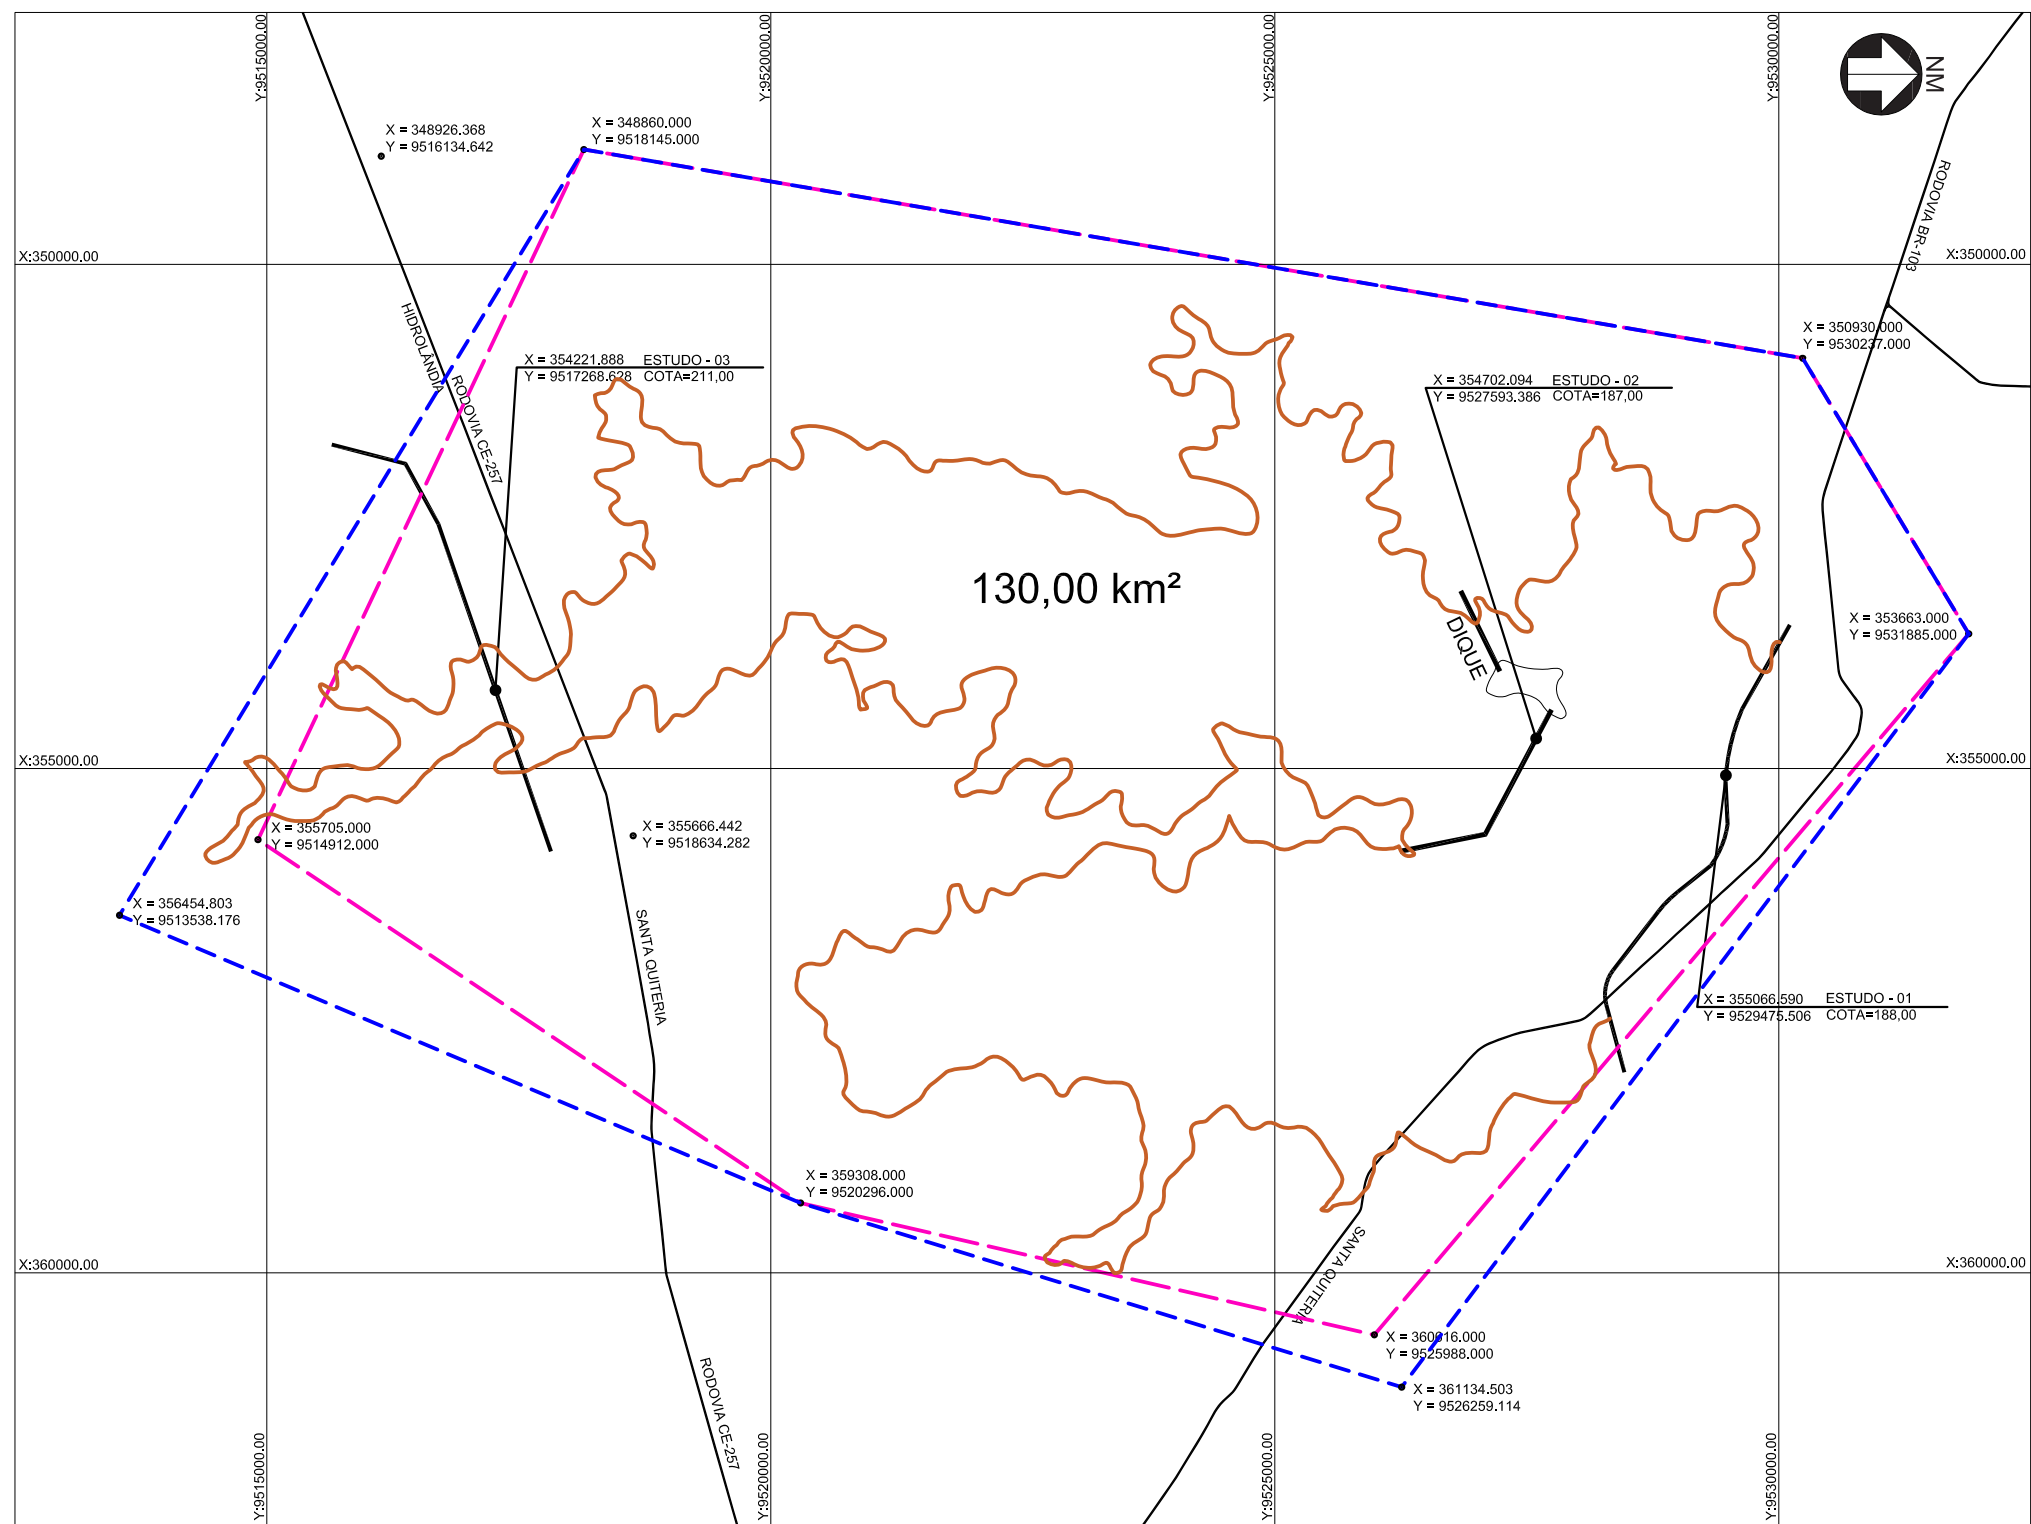 Y:9515000.00
Y:9520000.00
Y:9525000.00
Y:9530000.00
NM
X = 348926.368
Y = 9516134.642
X = 348860.000
Y = 9518145.000
RODOVIA BR-103
X:350000.00
X:350000.00
HIDROLÂNDIA
RODOVIA CE-257
X = 354221.888 ESTUDO - 03
Y = 9517268.628 COTA=211,00
X = 350930.000
Y = 9530237.000
X = 354702.094 ESTUDO - 02
Y = 9527593.386 COTA=187,00
130,00 km²
DIQUE
X = 353663.000
Y = 9531885.000
X:355000.00
X:355000.00
X = 355705.000
Y = 9514912.000
X = 355666.442
Y = 9518634.282
X = 356454.803
Y = 9513538.176
SANTA QUITERIA
X = 355066.590 ESTUDO - 01
Y = 9529475.506 COTA=188,00
X = 359308.000
Y = 9520296.000
X:360000.00
X:360000.00
SANTA QUITERIA
X = 360616.000
Y = 9525988.000
X = 361134.503
Y = 9526259.114
RODOVIA CE-257
Y:9515000.00
Y:9520000.00
Y:9525000.00
Y:9530000.00